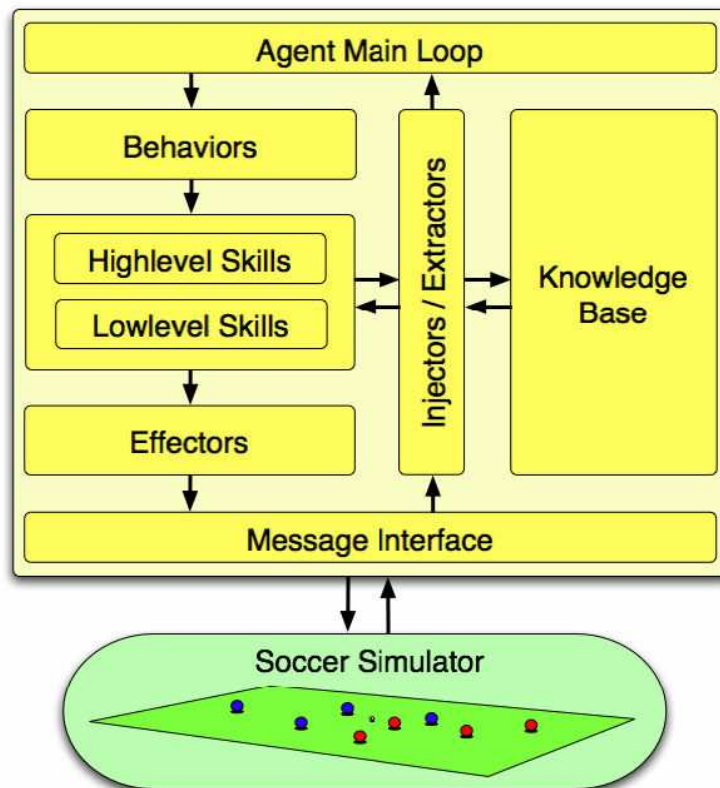 Agent Main Loop
Behaviors
Highlevel Skills
Lowlevel Skills
Injectors / Extractors
Knowledge
Base
Effectors
Message Interface
Soccer Simulator